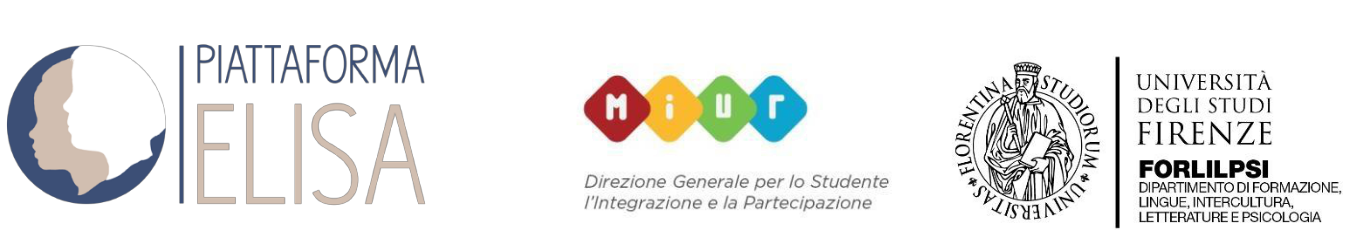 PIATTAFORMA
ELISA
MiUr
Direzione Generale per lo Studente
l'Integrazione e la Partecipazione
FLORENTINA STUDIORUM UNIVERSITAS
UNIVERSITÀ
DEGLI STUDI
FIRENZE
FORLILPSI
DIPARTIMENTO DI FORMAZIONE,
LINGUE, INTERCULTURA,
LETTERATURE E PSICOLOGIA